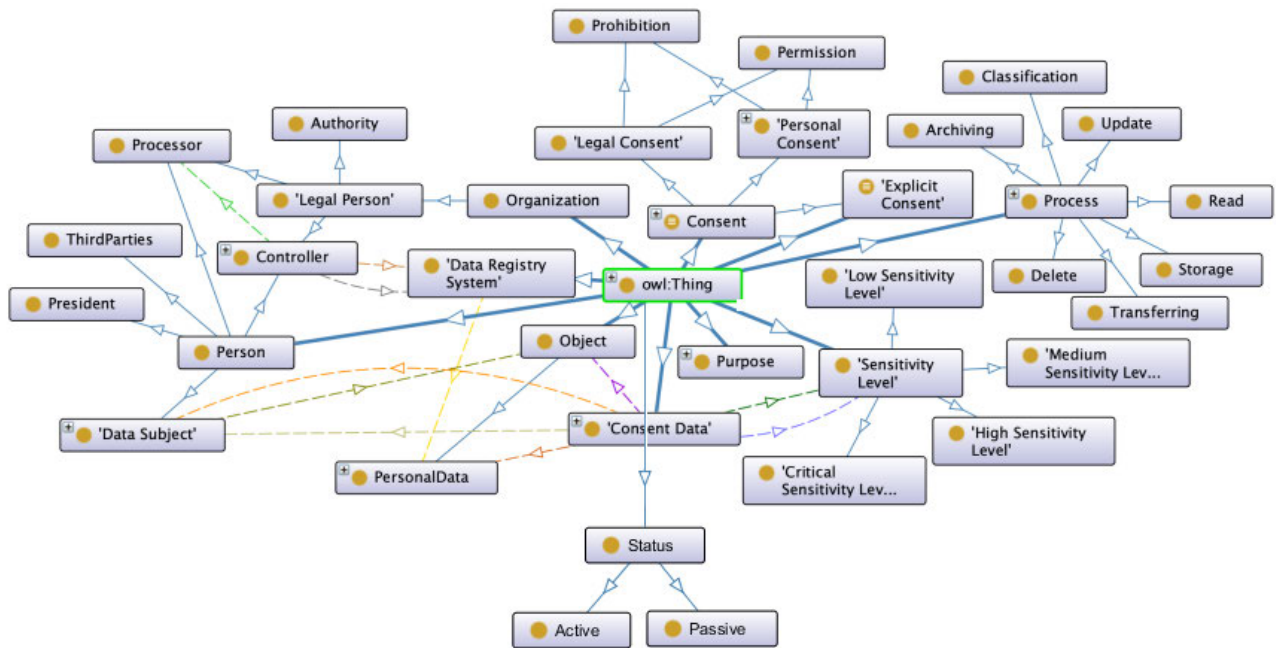 Prohibition
Permission
Classification
Authority
Archiving
Update
Processor
'Legal Consent'
'Personal
Consent'
'Legal Person'
Organization
Consent
'Explicit
Consent'
Process
Read
ThirdParties
Controller
'Data Registry
System'
owl:Thing
'Low Sensitivity
Level'
Delete
Storage
President
Transferring
Person
Object
Purpose
'Sensitivity
Level'
'Medium
Sensitivity Lev...
'Data Subject'
'Consent Data'
'High Sensitivity
Level'
PersonalData
'Critical
Sensitivity Lev...
Status
Active
Passive